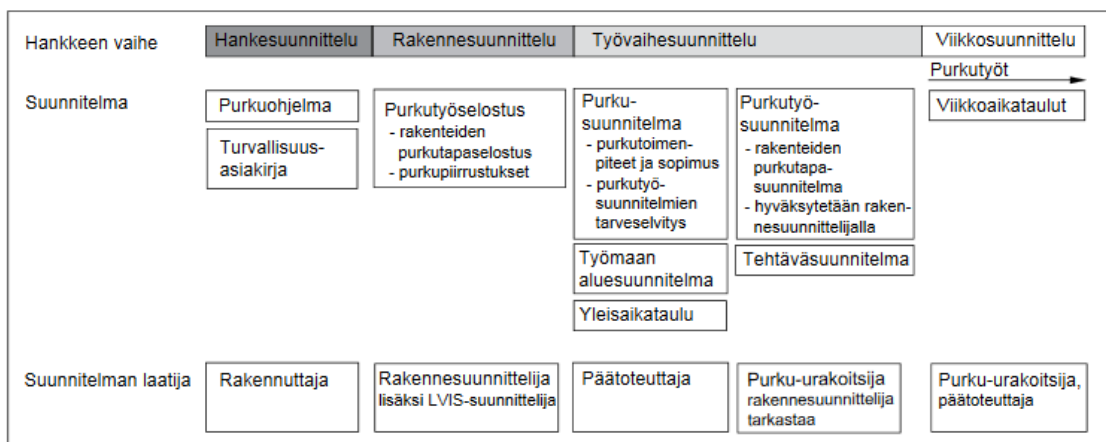 Hankkeen vaihe
Hankesuunnittelu
Rakennesuunnittelu
Työvaihesuunnittelu
Viikkosuunnittelu
Purkutyöt
Suunnitelma
Purkuohjelma
Turvallisuus-
asiakirja
Purkutyöselostus
- rakenteiden
purkutapaselostus
- purkupiirrustukset
Purku-
suunnitelma
- purkutoimen-
piteet ja sopimus
- purkutyö-
suunnitelmien
tarveselvitys
Työmaan
aluesuunnitelma
Yleisaikataulu
Purkutyö-
suunnitelma
- rakenteiden
purkutapa-
suunnitelma
- hyväksytetään raken-
nesuunnittelijalla
Tehtäväsuunnitelma
Viikkoaikataulut
Suunnitelman laatija
Rakennuttaja
Rakennesuunnittelija
lisäksi LVIS-suunnittelija
Päätoteuttaja
Purku-urakoitsija
rakennesuunnittelija
tarkastaa
Purku-urakoitsija,
päätoteuttaja